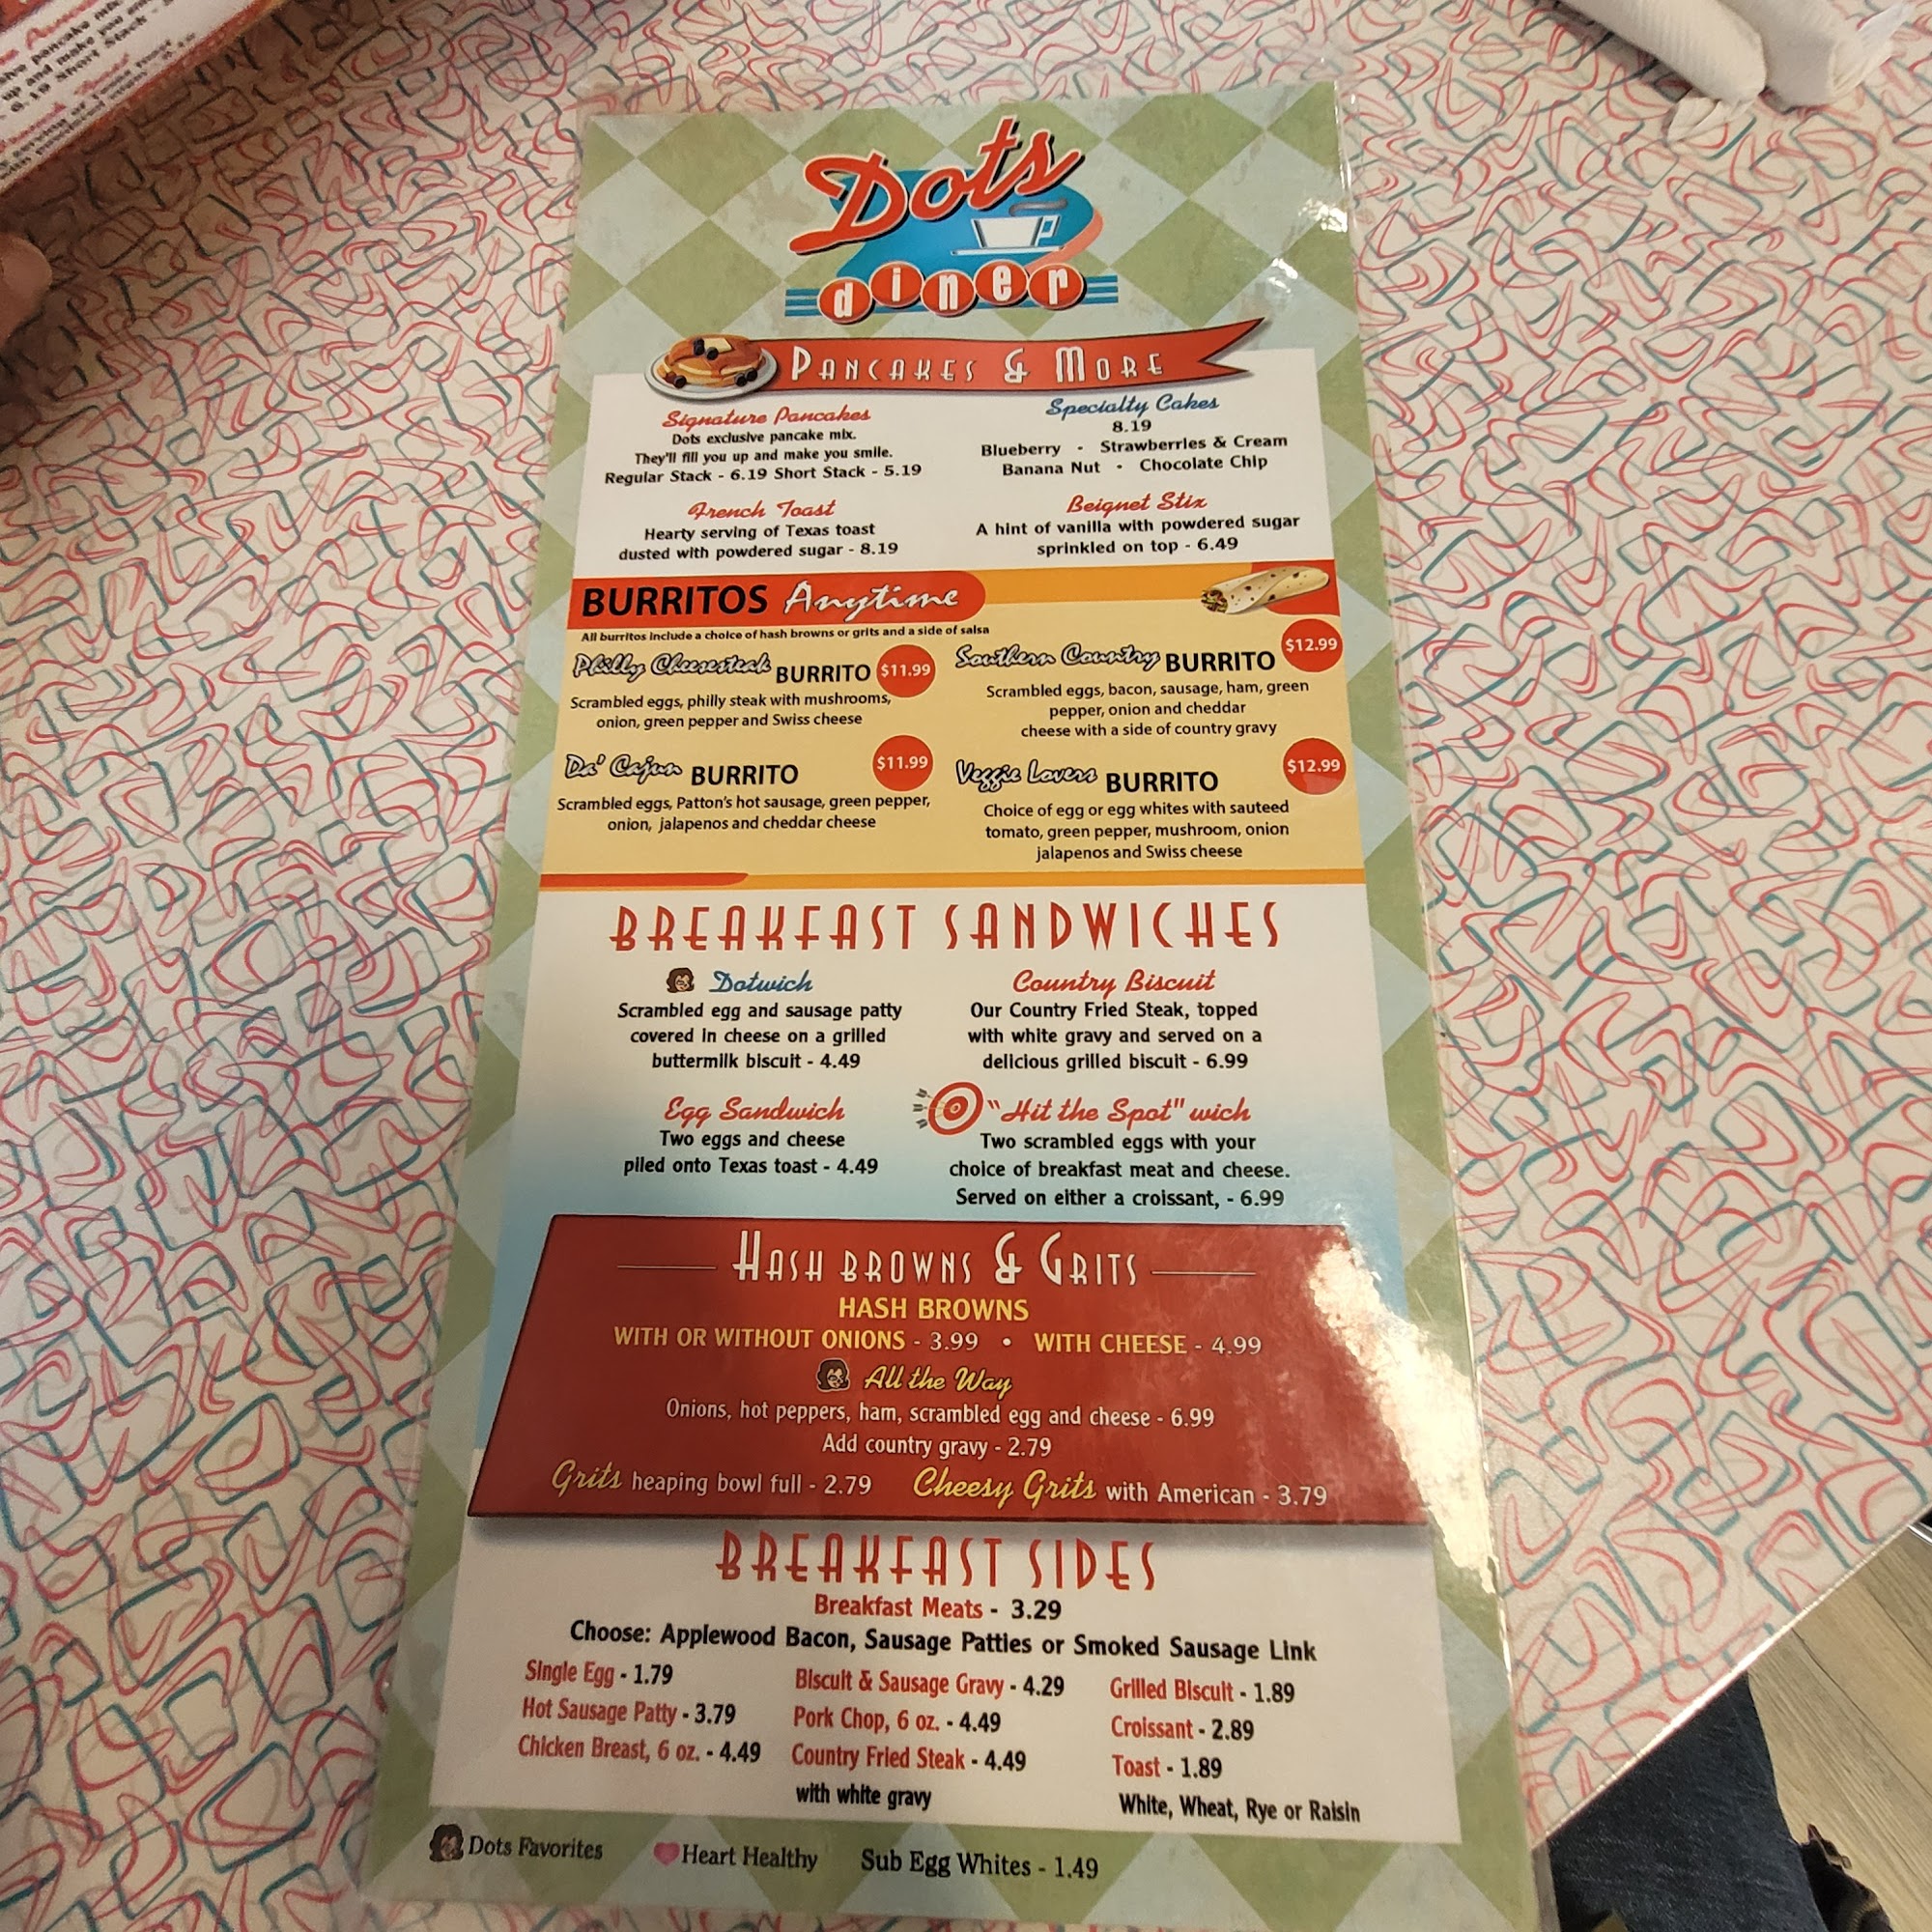 ve pancake mix.
up and make you
6.19 Short Stack
Dots
diner
PANCAKES & MORE
Signature Pancakes
Dots exclusive pancake mix.
They'll fill you up and make you smile.
Regular Stack - 6.19 Short Stack - 5.19
Specialty Cakes
8.19
Blueberry - Strawberries & Cream
Banana Nut - Chocolate Chip
French Toast
Hearty serving of Texas toast
dusted with powdered sugar - 8.19
Beignet Stix
A hint of vanilla with powdered sugar
sprinkled on top - 6.49
BURRITOS Anytime
All burritos include a choice of hash browns or grits and a side of salsa
Philly Cheesesteak BURRITO $11.99
Scrambled eggs, philly steak with mushrooms,
onion, green pepper and Swiss cheese
Southern Country BURRITO $12.99
Scrambled eggs, bacon, sausage, ham, green
pepper, onion and cheddar
cheese with a side of country gravy
Da' Cajun BURRITO $11.99
Scrambled eggs, Patton's hot sausage, green pepper,
onion, jalapenos and cheddar cheese
Veggie Lovers BURRITO $12.99
Choice of egg or egg whites with sauteed
tomato, green pepper, mushroom, onion
jalapenos and Swiss cheese
BREAKFAST SANDWICHES
Dotwich
Scrambled egg and sausage patty
covered in cheese on a grilled
buttermilk biscuit - 4.49
Country Biscuit
Our Country Fried Steak, topped
with white gravy and served on a
delicious grilled biscuit - 6.99
Egg Sandwich
Two eggs and cheese
piled onto Texas toast - 4.49
"Hit the Spot" wich
Two scrambled eggs with your
choice of breakfast meat and cheese.
Served on either a croissant, - 6.99
HASH BROWNS & GRITS
HASH BROWNS
WITH OR WITHOUT ONIONS - 3.99 • WITH CHEESE - 4.99
All the Way
Onions, hot peppers, ham, scrambled egg and cheese - 6.99
Add country gravy - 2.79
Grits heaping bowl full - 2.79 Cheesy Grits with American - 3.79
BREAKFAST SIDES
Breakfast Meats - 3.29
Choose: Applewood Bacon, Sausage Patties or Smoked Sausage Link
Single Egg - 1.79
Hot Sausage Patty - 3.79
Chicken Breast, 6 oz. - 4.49
Biscuit & Sausage Gravy - 4.29
Pork Chop, 6 oz. - 4.49
Country Fried Steak - 4.49
with white gravy
Grilled Biscuit - 1.89
Croissant - 2.89
Toast - 1.89
White, Wheat, Rye or Raisin
Dots Favorites Heart Healthy Sub Egg Whites - 1.49